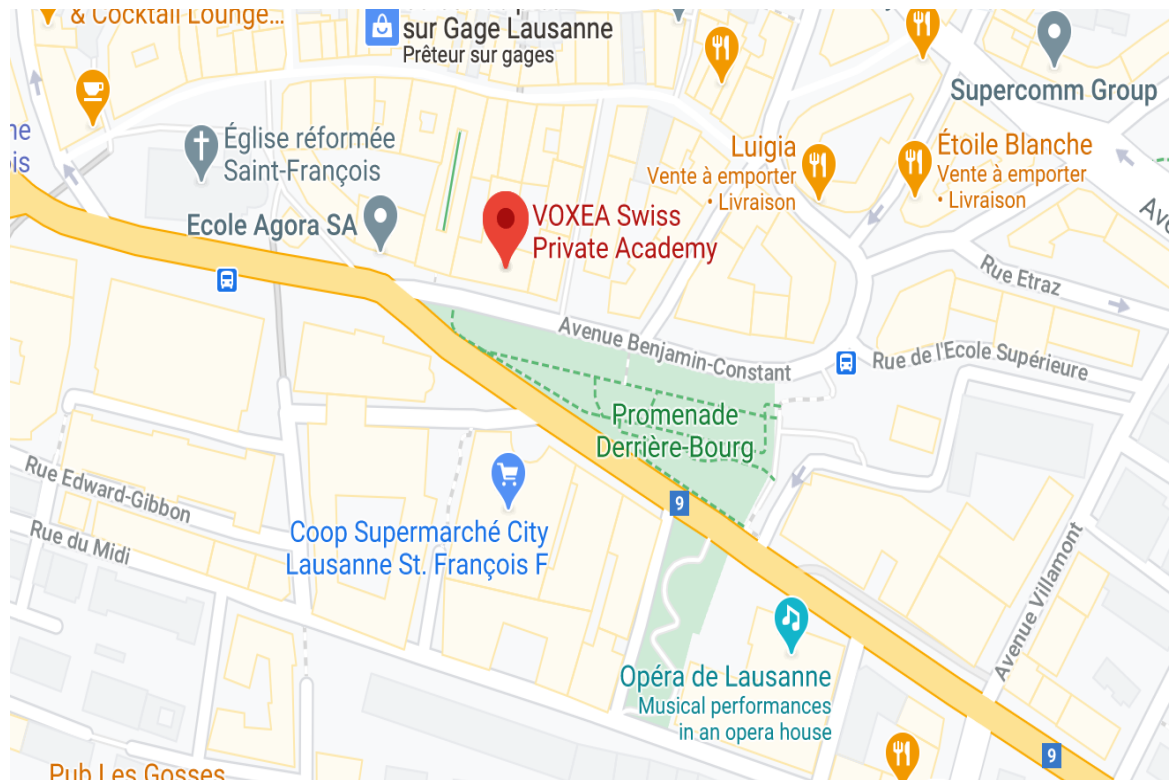 & Cocktail Lounge...
sur Gage Lausanne
Prêteur sur gages
Supercomm Group
Église réformée
Saint-François
Luigia
Vente à emporter
• Livraison
Étoile Blanche
Vente à emporter
• Livraison
Ecole Agora SA
VOXEA Swiss
Private Academy
Rue Etraz
Avenue Benjamin-Constant
Rue de l'Ecole Supérieure
Promenade
Derrière-Bourg
Rue Edward-Gibbon
Rue du Midi
9
Coop Supermarché City
Lausanne St. François F
Avenue Villamont
Opéra de Lausanne
Musical performances
in an opera house
9
Pub Les Gosses